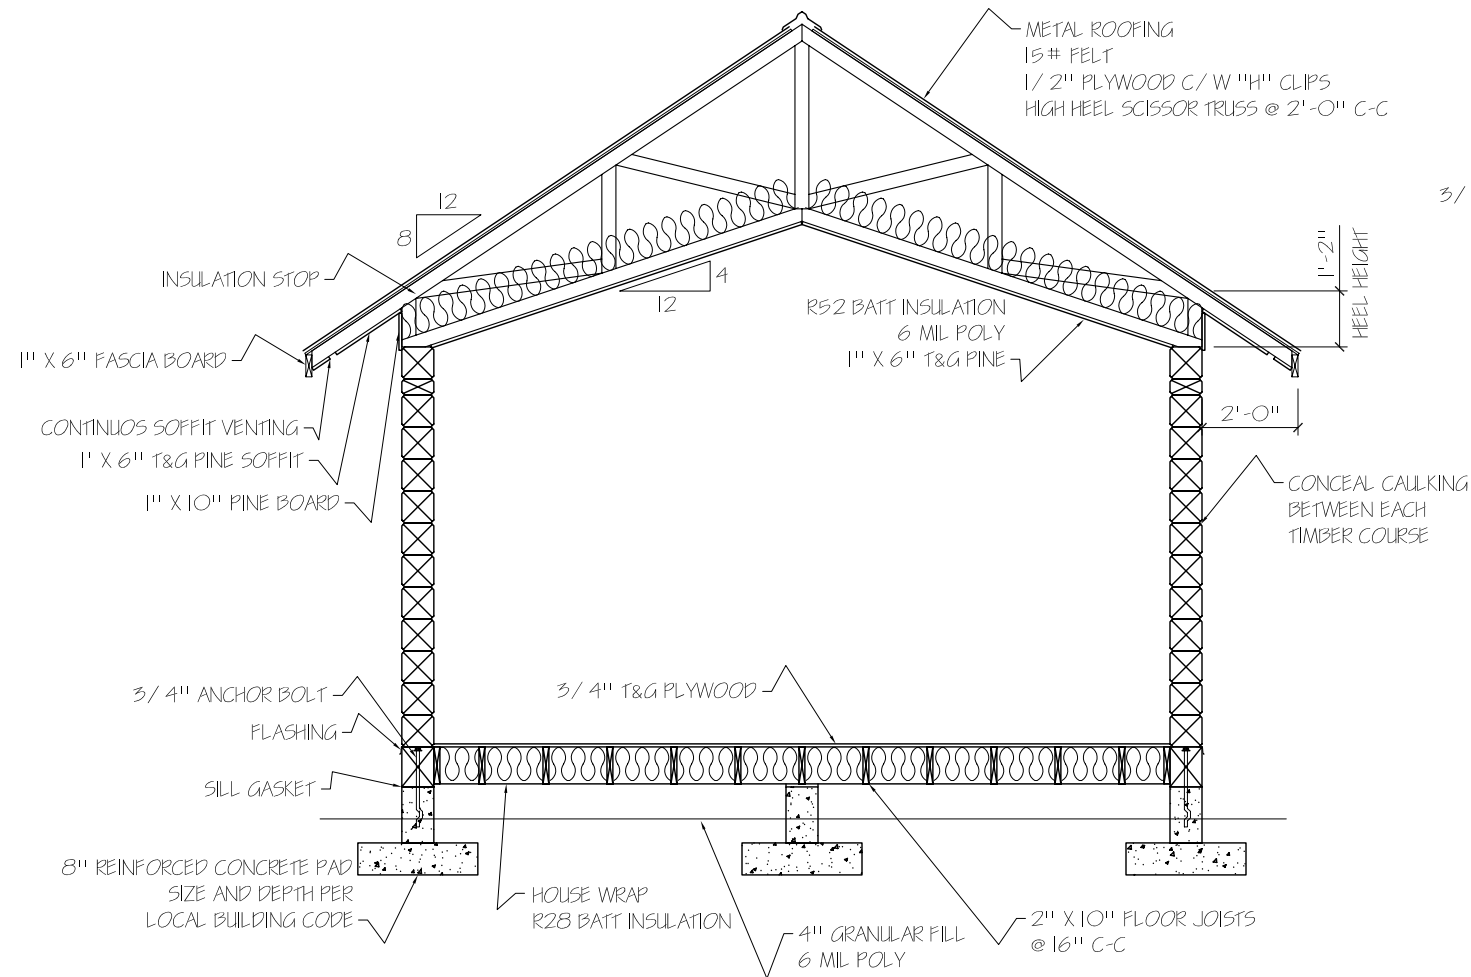 METAL ROOFING
15# FELT
1/2" PLYWOOD C/W "H" CLIPS
HIGH HEEL SCISSOR TRUSS @ 2'-0" C-C
3/
12
8
INSULATION STOP
4
12
1'-2"
HEEL HEIGHT
R52 BATT INSULATION
6 MIL POLY
1" X 6" T&G PINE
1" X 6" FASCIA BOARD
2'-0"
CONTINUOS SOFFIT VENTING
1' X 6" T&G PINE SOFFIT
1" X 10" PINE BOARD
CONCEAL CAULKING
BETWEEN EACH
TIMBER COURSE
3/4" ANCHOR BOLT
3/4" T&G PLYWOOD
FLASHING
SILL GASKET
8" REINFORCED CONCRETE PAD
SIZE AND DEPTH PER
LOCAL BUILDING CODE
HOUSE WRAP
R28 BATT INSULATION
4" GRANULAR FILL
6 MIL POLY
2" X 10" FLOOR JOISTS
@ 16" C-C